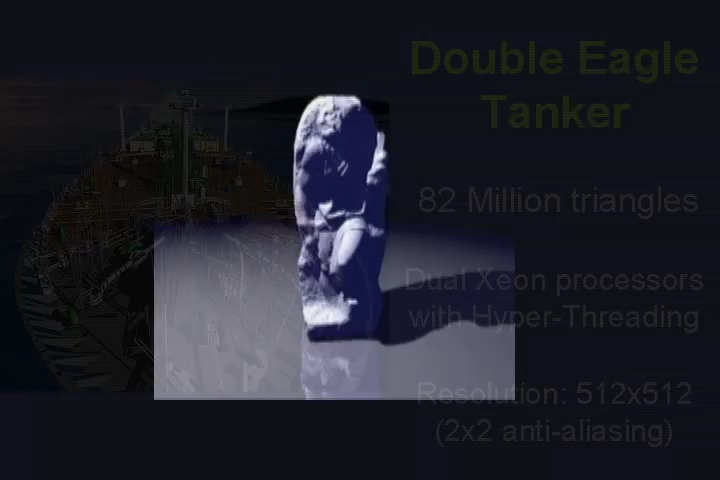 Double Eagle
Tanker
82 Million triangles
Dual Xeon processors
with Hyper-Threading
Resolution: 512x512
(2x2 anti-aliasing)